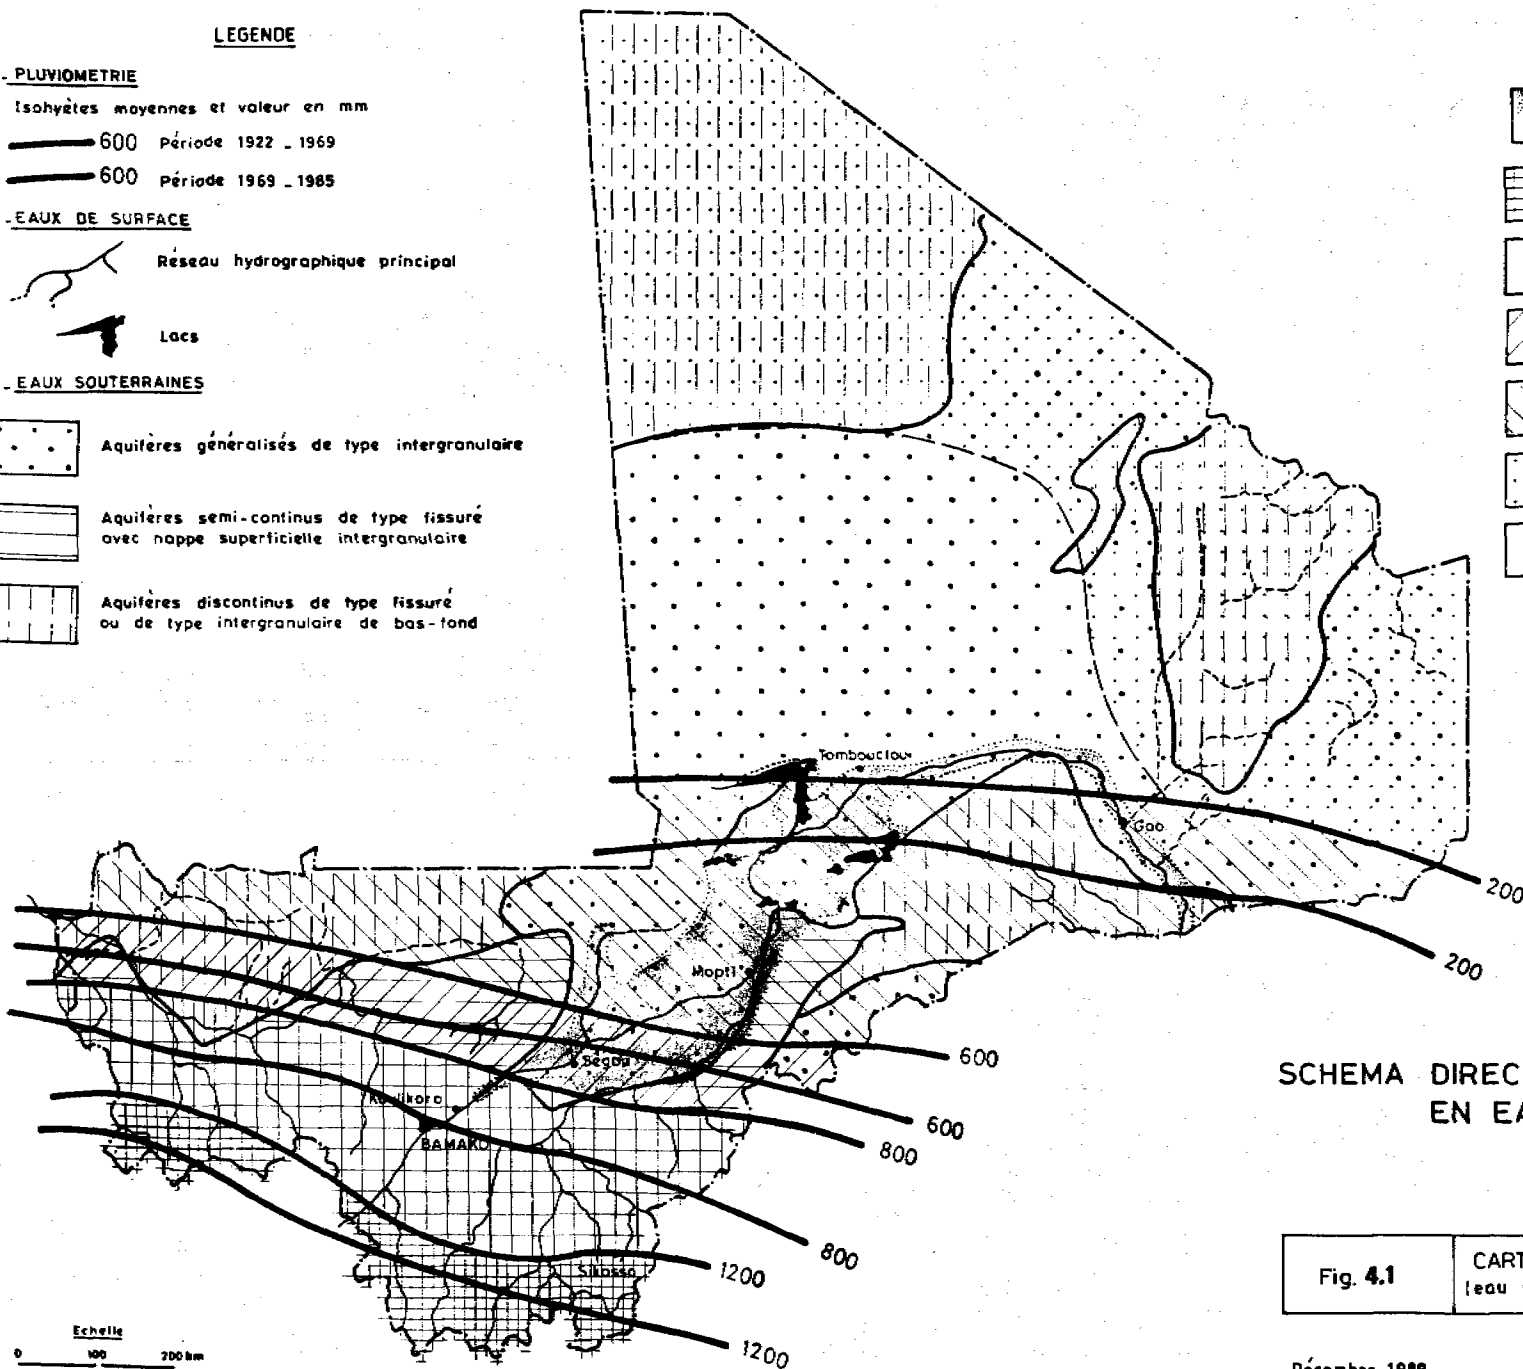 LEGENDE
- PLUVIOMETRIE
Isohyètes moyennes et valeur en mm
600 Période 1922 - 1969
600 Période 1969 - 1985
- EAUX DE SURFACE
Réseau hydrographique principal
Lacs
- EAUX SOUTERRAINES
Aquifères généralisés de type intergranulaire
Aquifères semi-continus de type fissuré
avec nappe superficielle intergranulaire
Aquifères discontinus de type fissuré
ou de type intergranulaire de bas-fond
Tombouctou
Gao
200
200
Mopti
Ségou
600
Koulikoro
600
BAMAKO
800
800
1200
Sikasso
1200
SCHEMA DIREC
EN EA
Fig. 4.1
CART
(eau
Echelle
0 100 200 km